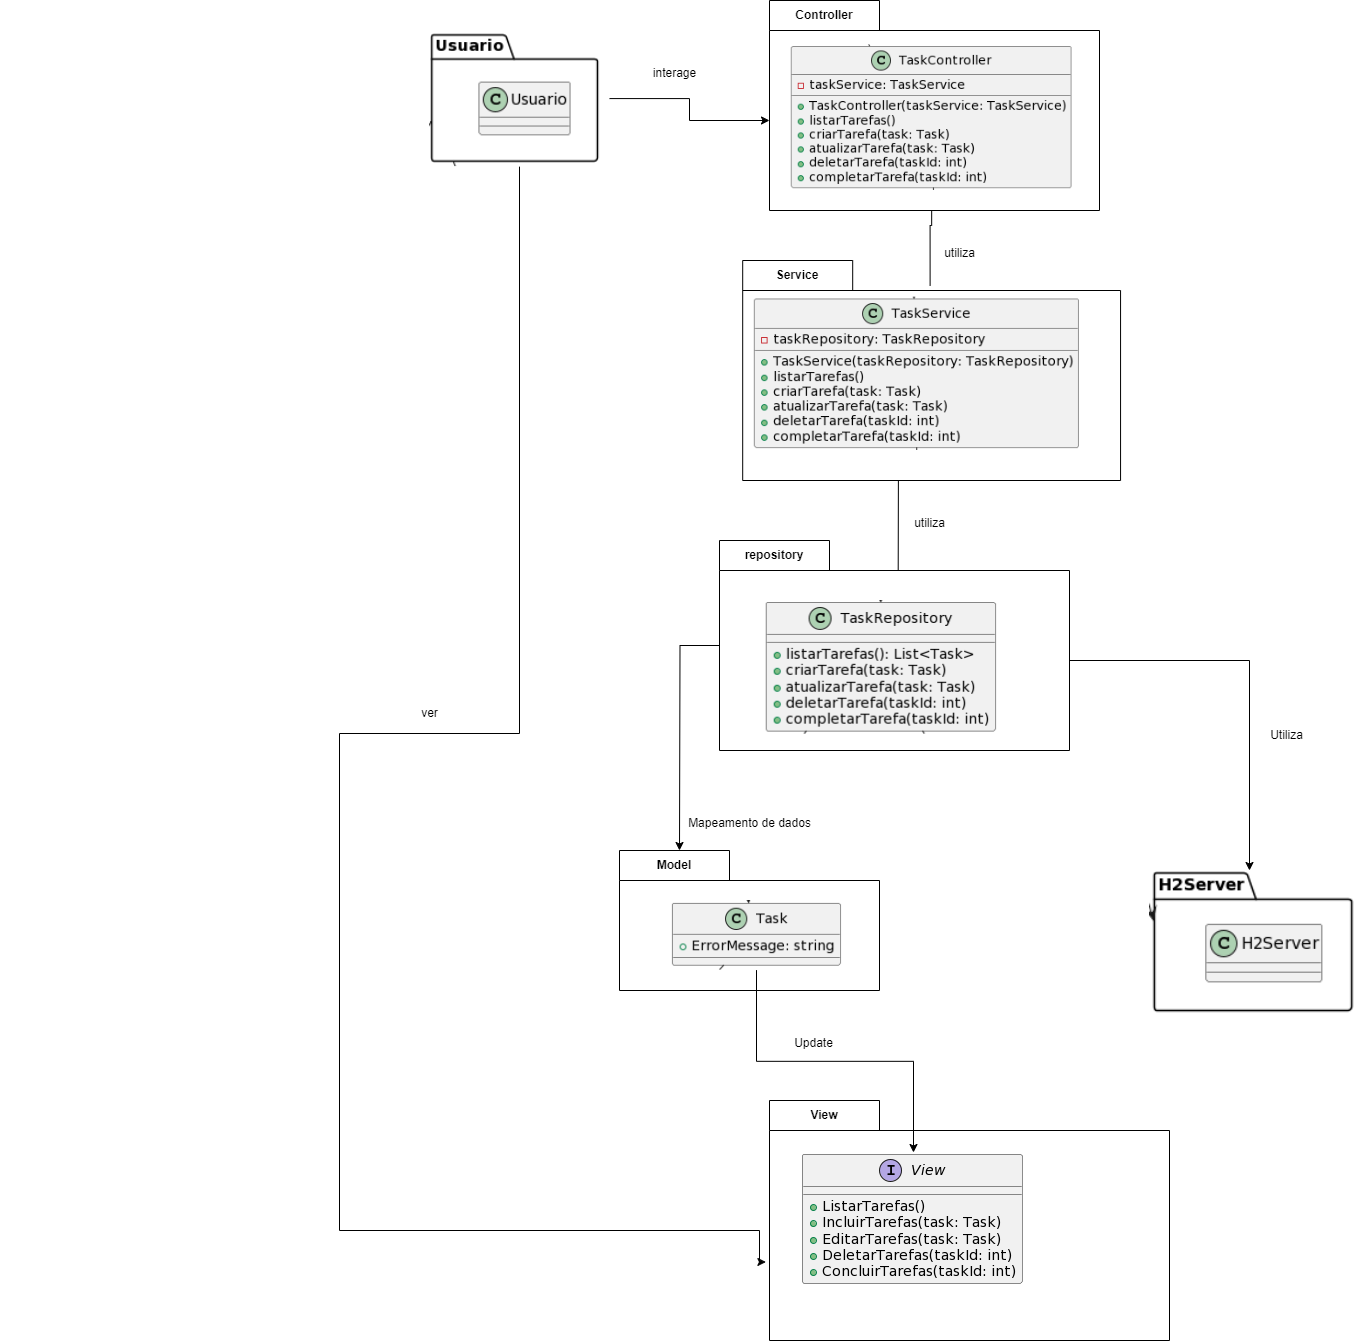 Controller
Usuario
C Usuario
interage
C TaskController
taskService: TaskService
TaskController(taskService: TaskService)
listarTarefas()
criarTarefa(task: Task)
atualizarTarefa(task: Task)
deletarTarefa(taskId: int)
completarTarefa(taskId: int)
utiliza
Service
C TaskService
taskRepository: TaskRepository
TaskService(taskRepository: TaskRepository)
listarTarefas()
criarTarefa(task: Task)
atualizarTarefa(task: Task)
deletarTarefa(taskId: int)
completarTarefa(taskId: int)
utiliza
repository
C TaskRepository
listarTarefas(): List<Task>
criarTarefa(task: Task)
atualizarTarefa(task: Task)
deletarTarefa(taskId: int)
completarTarefa(taskId: int)
ver
Utiliza
Mapeamento de dados
Model
C Task
ErrorMessage: string
H2Server
C H2Server
Update
View
I View
ListarTarefas()
IncluirTarefas(task: Task)
EditarTarefas(task: Task)
DeletarTarefas(taskId: int)
ConcluirTarefas(taskId: int)